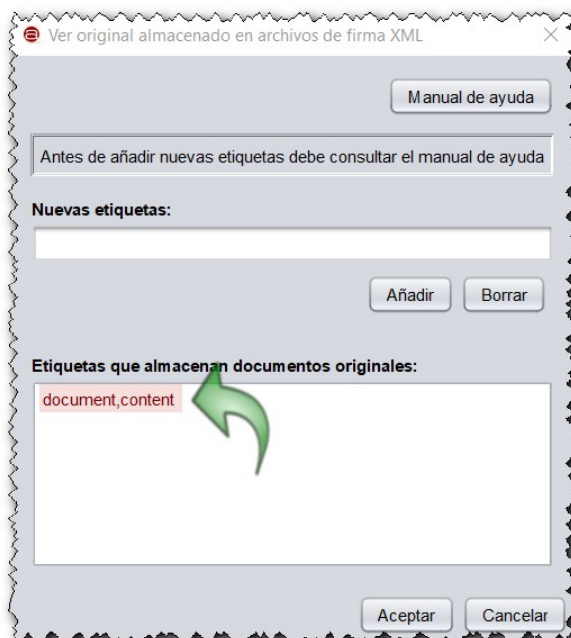 Ver original almacenado en archivos de firma XML
Manual de ayuda
Antes de añadir nuevas etiquetas debe consultar el manual de ayuda
Nuevas etiquetas:
Añadir
Borrar
Etiquetas que almacenan documentos originales:
document,content
Aceptar
Cancelar